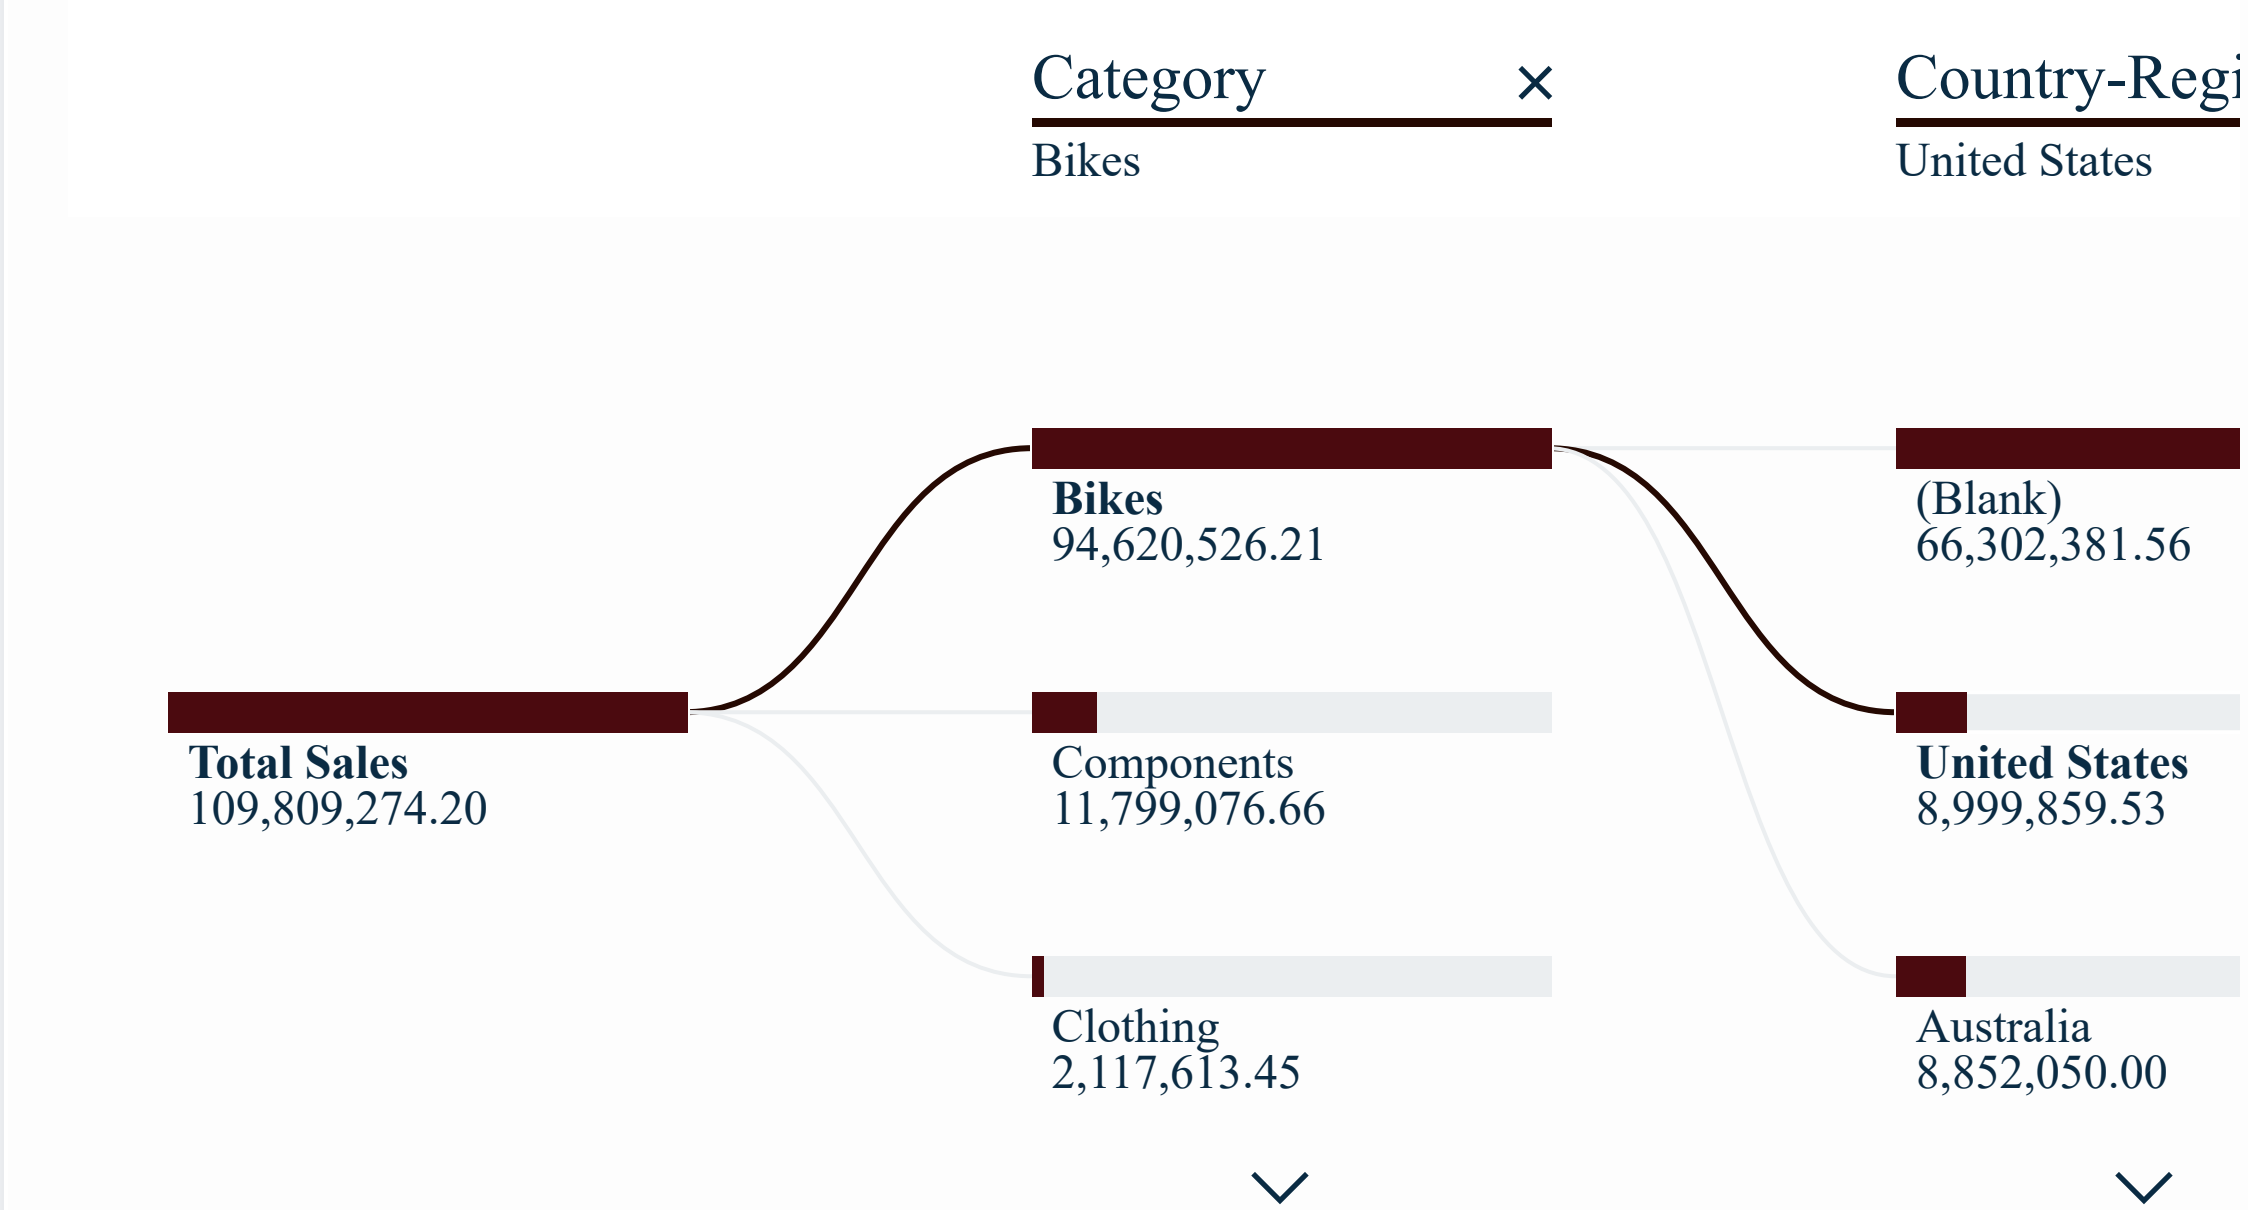 Category
Country-Regi
Bikes
United States
Bikes
94,620,526.21
(Blank)
66,302,381.56
Total Sales
109,809,274.20
Components
11,799,076.66
United States
8,999,859.53
Clothing
2,117,613.45
Australia
8,852,050.00